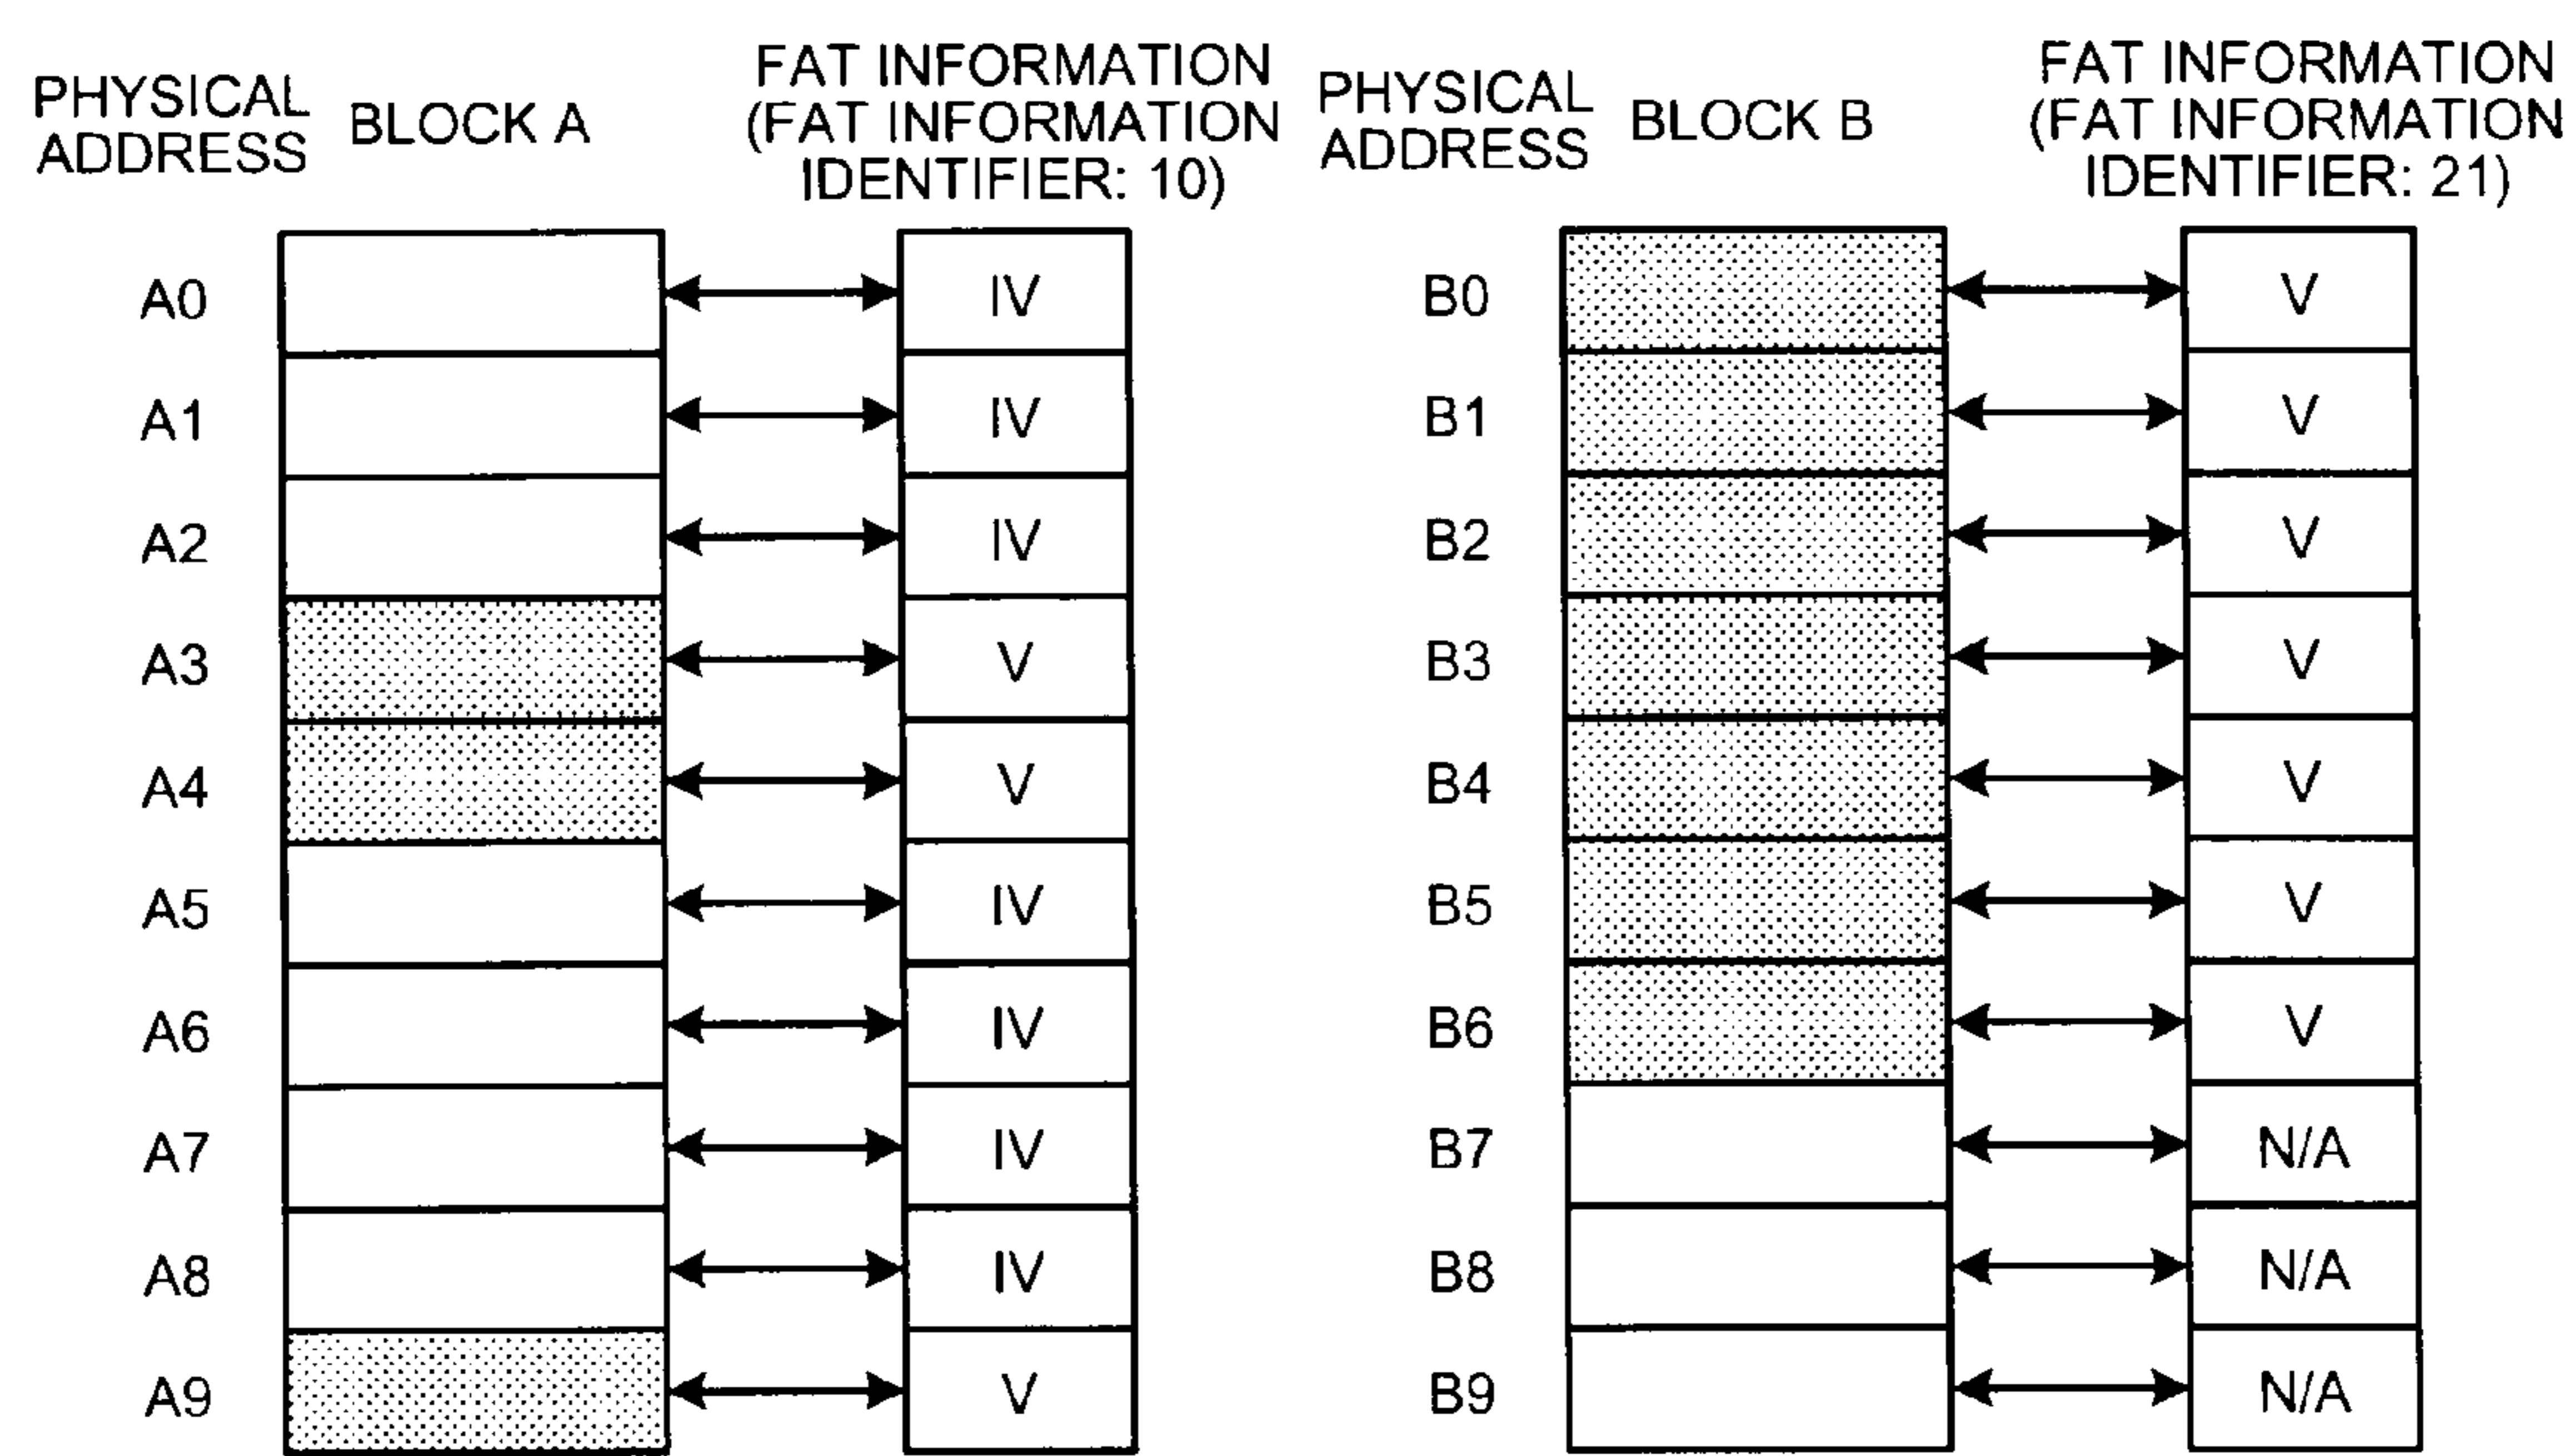 PHYSICAL
ADDRESS
BLOCK A
FAT INFORMATION
(FAT INFORMATION
IDENTIFIER: 10)
A0 IV
A1 IV
A2 IV
A3 V
A4 V
A5 IV
A6 IV
A7 IV
A8 IV
A9 V
PHYSICAL
ADDRESS
BLOCK B
FAT INFORMATION
(FAT INFORMATION
IDENTIFIER: 21)
B0 V
B1 V
B2 V
B3 V
B4 V
B5 V
B6 V
B7 N/A
B8 N/A
B9 N/A